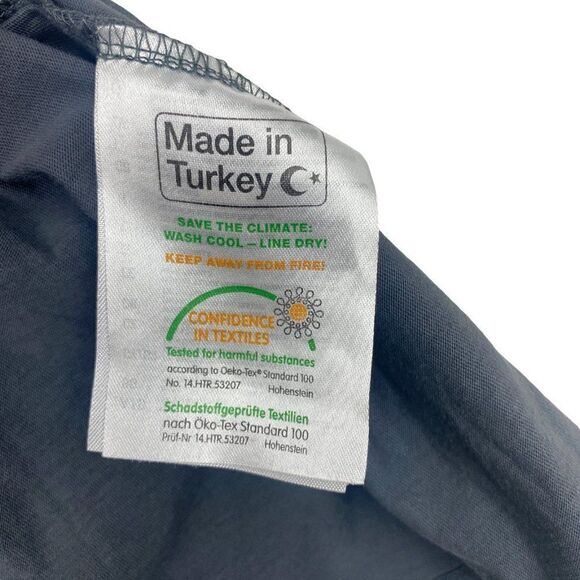 Made in
Turkey
SAVE THE CLIMATE:
WASH COOL – LINE DRY!
KEEP AWAY FROM FIRE!
CONFIDENCE
IN TEXTILES
Tested for harmful substances
according to Oeko-Tex® Standard 100
No. 14.HTR.53207 Hohenstein
Schadstoffgeprüfte Textilien
nach Öko-Tex Standard 100
Prüf-Nr 14.HTR.53207 Hohenstein